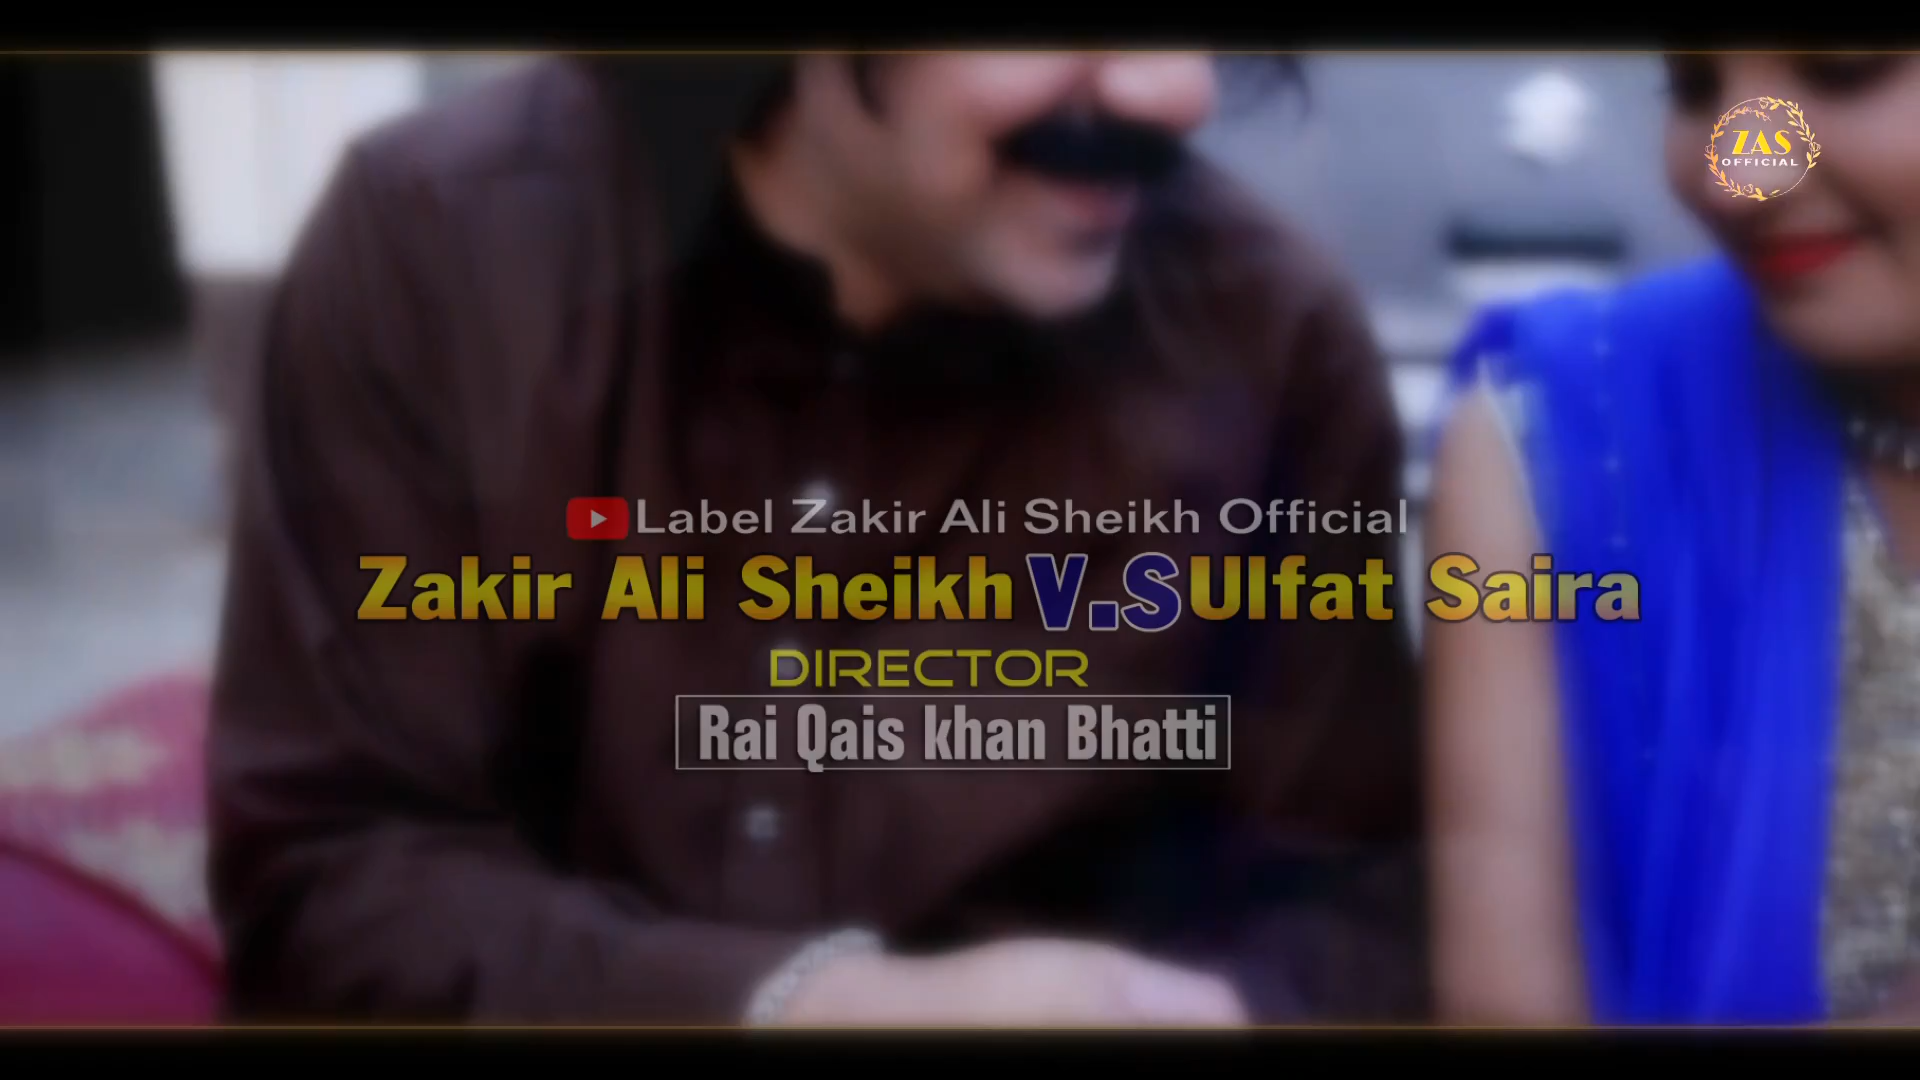 ZAS
OFFICIAL
Label Zakir Ali Sheikh Official
Zakir Ali Sheikh V.S Ulfat Saira
DIRECTOR
Rai Qais khan Bhatti